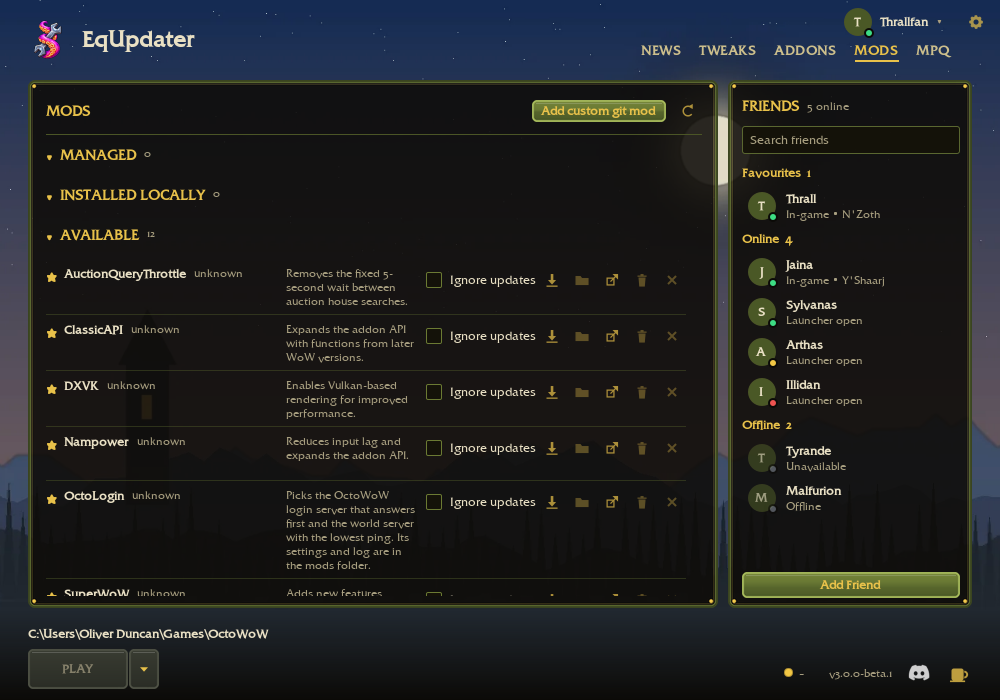 EqUpdater
T Thrallfan
NEWS TWEAKS ADDONS MODS MPQ
MODS
Add custom git mod
MANAGED 0
INSTALLED LOCALLY 0
AVAILABLE 12
AuctionQueryThrottle unknown
Removes the fixed 5-
second wait between
auction house searches.
Ignore updates
ClassicAPI unknown
Expands the addon API
with functions from later
WoW versions.
Ignore updates
DXVK unknown
Enables Vulkan-based
rendering for improved
performance.
Ignore updates
Nampower unknown
Reduces input lag and
expands the addon API.
Ignore updates
OctoLogin unknown
Picks the OctoWoW
login server that answers
first and the world server
with the lowest ping. Its
settings and log are in
the mods folder.
Ignore updates
SuperWoW unknown
Adds new features
FRIENDS 5 online
Search friends
Favourites 1
T
Thrall
In-game • N'Zoth
Online 4
J
Jaina
In-game • Y'Shaarj
S
Sylvanas
Launcher open
A
Arthas
Launcher open
I
Illidan
Launcher open
Offline 2
T
Tyrande
Unavailable
M
Malfurion
Offline
Add Friend
C:\Users\Oliver Duncan\Games\OctoWoW
PLAY
-
v3.0.0-beta.1